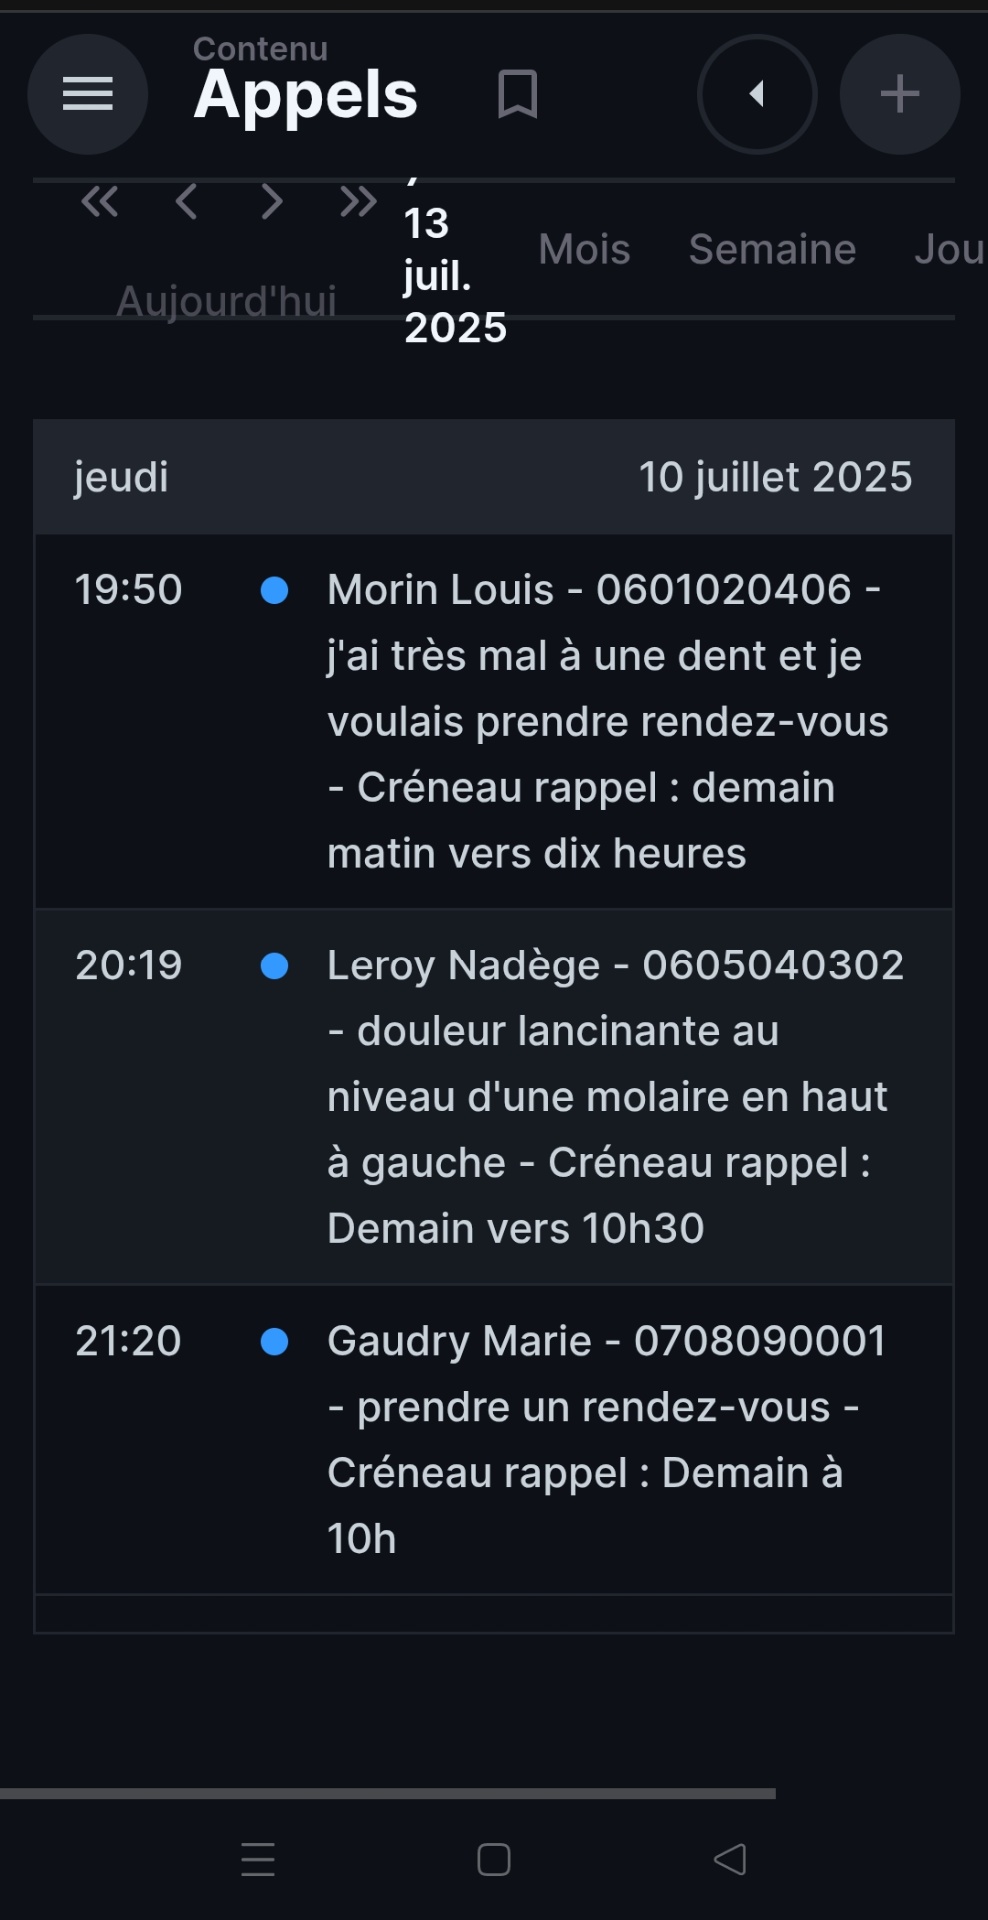 Contenu
Appels
13
juil.
2025
Mois Semaine Jou
Aujourd'hui
jeudi 10 juillet 2025
19:50 Morin Louis - 0601020406 -
j'ai très mal à une dent et je
voulais prendre rendez-vous
- Créneau rappel : demain
matin vers dix heures
20:19 Leroy Nadège - 0605040302
- douleur lancinante au
niveau d'une molaire en haut
à gauche - Créneau rappel :
Demain vers 10h30
21:20 Gaudry Marie - 0708090001
- prendre un rendez-vous -
Créneau rappel : Demain à
10h